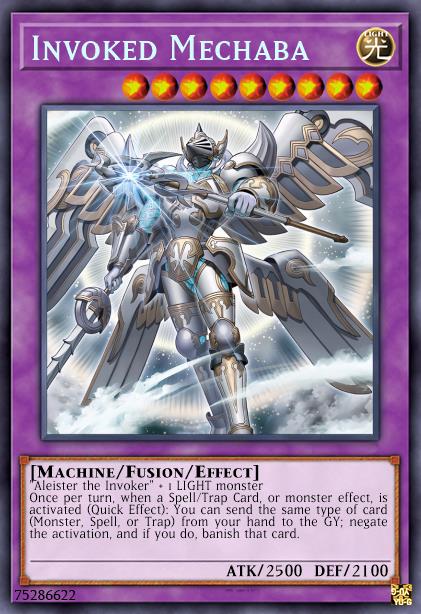 INVOKED MECHABA
LIGHT
光
[MACHINE/FUSION/EFFECT]
"Aleister the Invoker" + 1 LIGHT monster
Once per turn, when a Spell/Trap Card, or monster effect, is
activated (Quick Effect): You can send the same type of card
(Monster, Spell, or Trap) from your hand to the GY; negate
the activation, and if you do, banish that card.
ATK/2500 DEF/2100
75286622